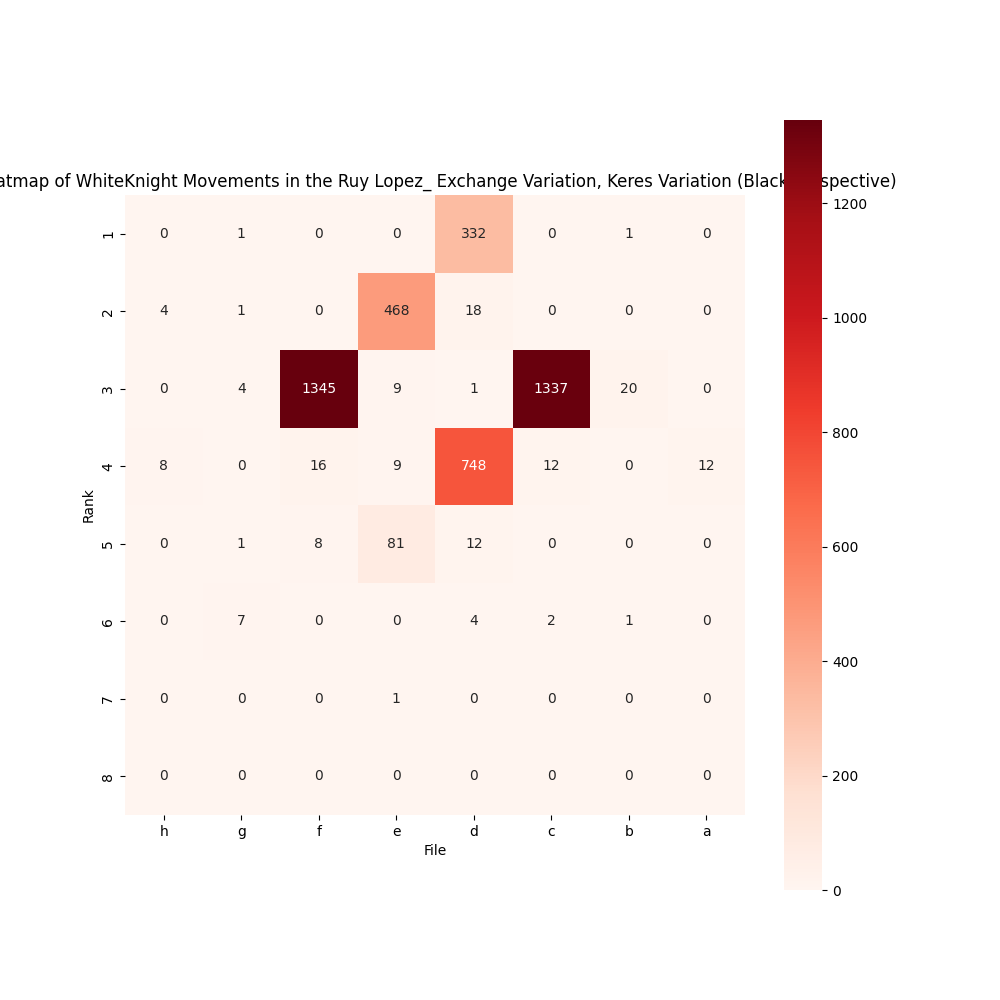 atmap of WhiteKnight Movements in the Ruy Lopez_ Exchange Variation, Keres Variation (Black spective)
1200
1 0 1 0 0 332 0 1 0
2 4 1 0 468 18 0 0 0
1000
3 0 4 1345 9 1 1337 20 0
800
4 8 0 16 9 748 12 0 12
Rank
5 0 1 8 81 12 0 0 0
600
6 0 7 0 0 4 2 1 0
400
7 0 0 0 1 0 0 0 0
200
8 0 0 0 0 0 0 0 0
h g f e d c b a
File
0